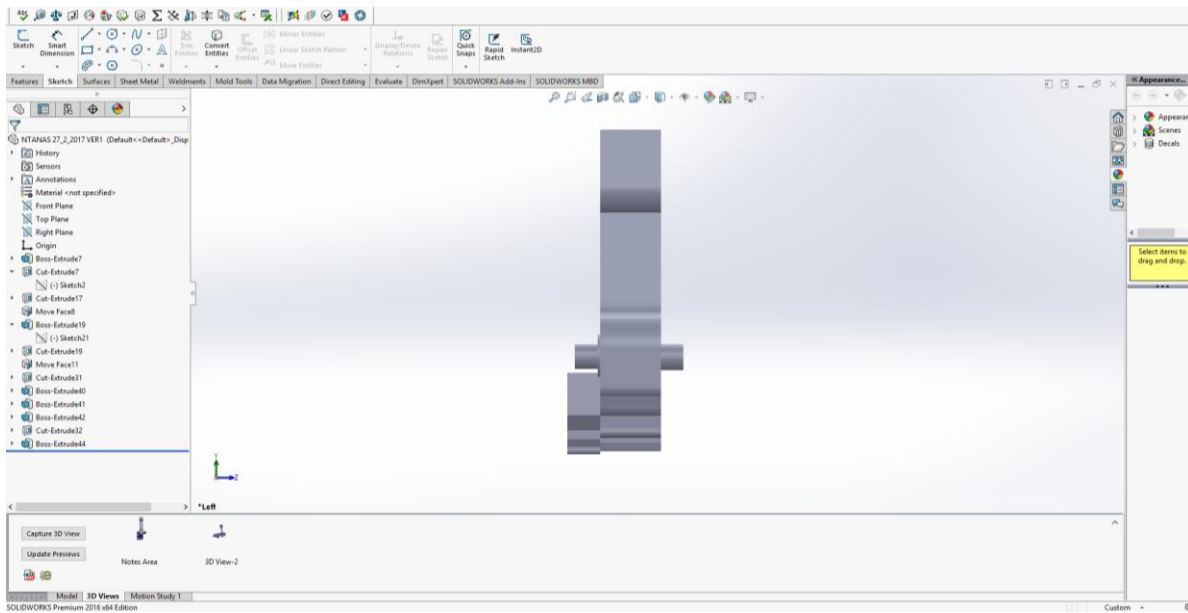 Sketch Smart Dimension Trim Entities Convert Entities Offset Entities Mirror Entities Linear Sketch Pattern Move Entities Display/Delete Relations Repair Sketch Quick Snaps Rapid Sketch Instant2D
Features Sketch Surfaces Sheet Metal Weldments Mold Tools Data Migration Direct Editing Evaluate DimXpert SOLIDWORKS Add-Ins SOLIDWORKS MBD
Appearance...
NTANAS 27_2_2017 VER1 (Default<<Default>_Disp
History
Sensors
Annotations
Material <not specified>
Front Plane
Top Plane
Right Plane
Origin
Boss-Extrude7
Cut-Extrude7
(-) Sketch2
Cut-Extrude17
Move Face8
Boss-Extrude19
(-) Sketch21
Cut-Extrude19
Move Face11
Cut-Extrude31
Boss-Extrude40
Boss-Extrude41
Boss-Extrude42
Cut-Extrude32
Boss-Extrude44
Appearan
Scenes
Decals
Select items to
drag and drop.
Y
Z
*Left
Capture 3D View
Update Previews
Notes Area
3D View-2
Model 3D Views Motion Study 1
SOLIDWORKS Premium 2016 x64 Edition
Custom